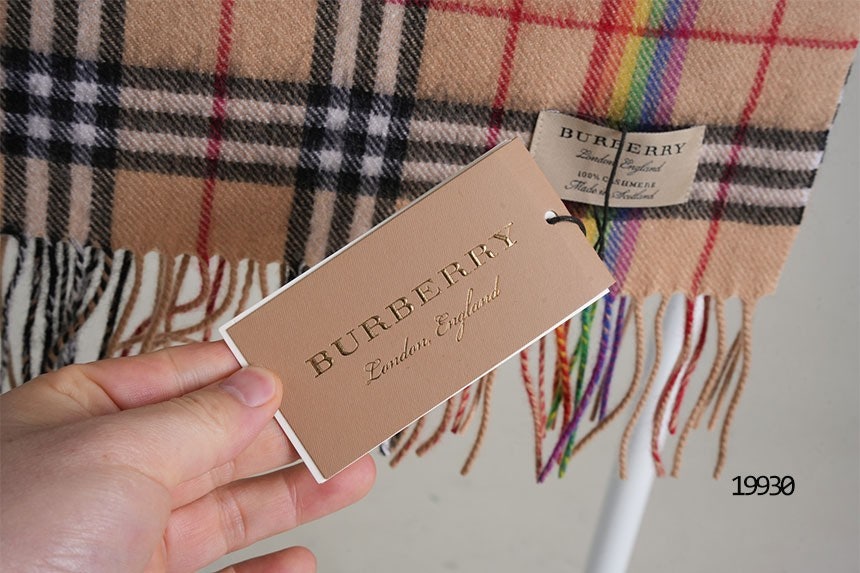 BURBERRY
London, England
100% CASHMERE
Made in Scotland
BURBERRY
London, England
19930